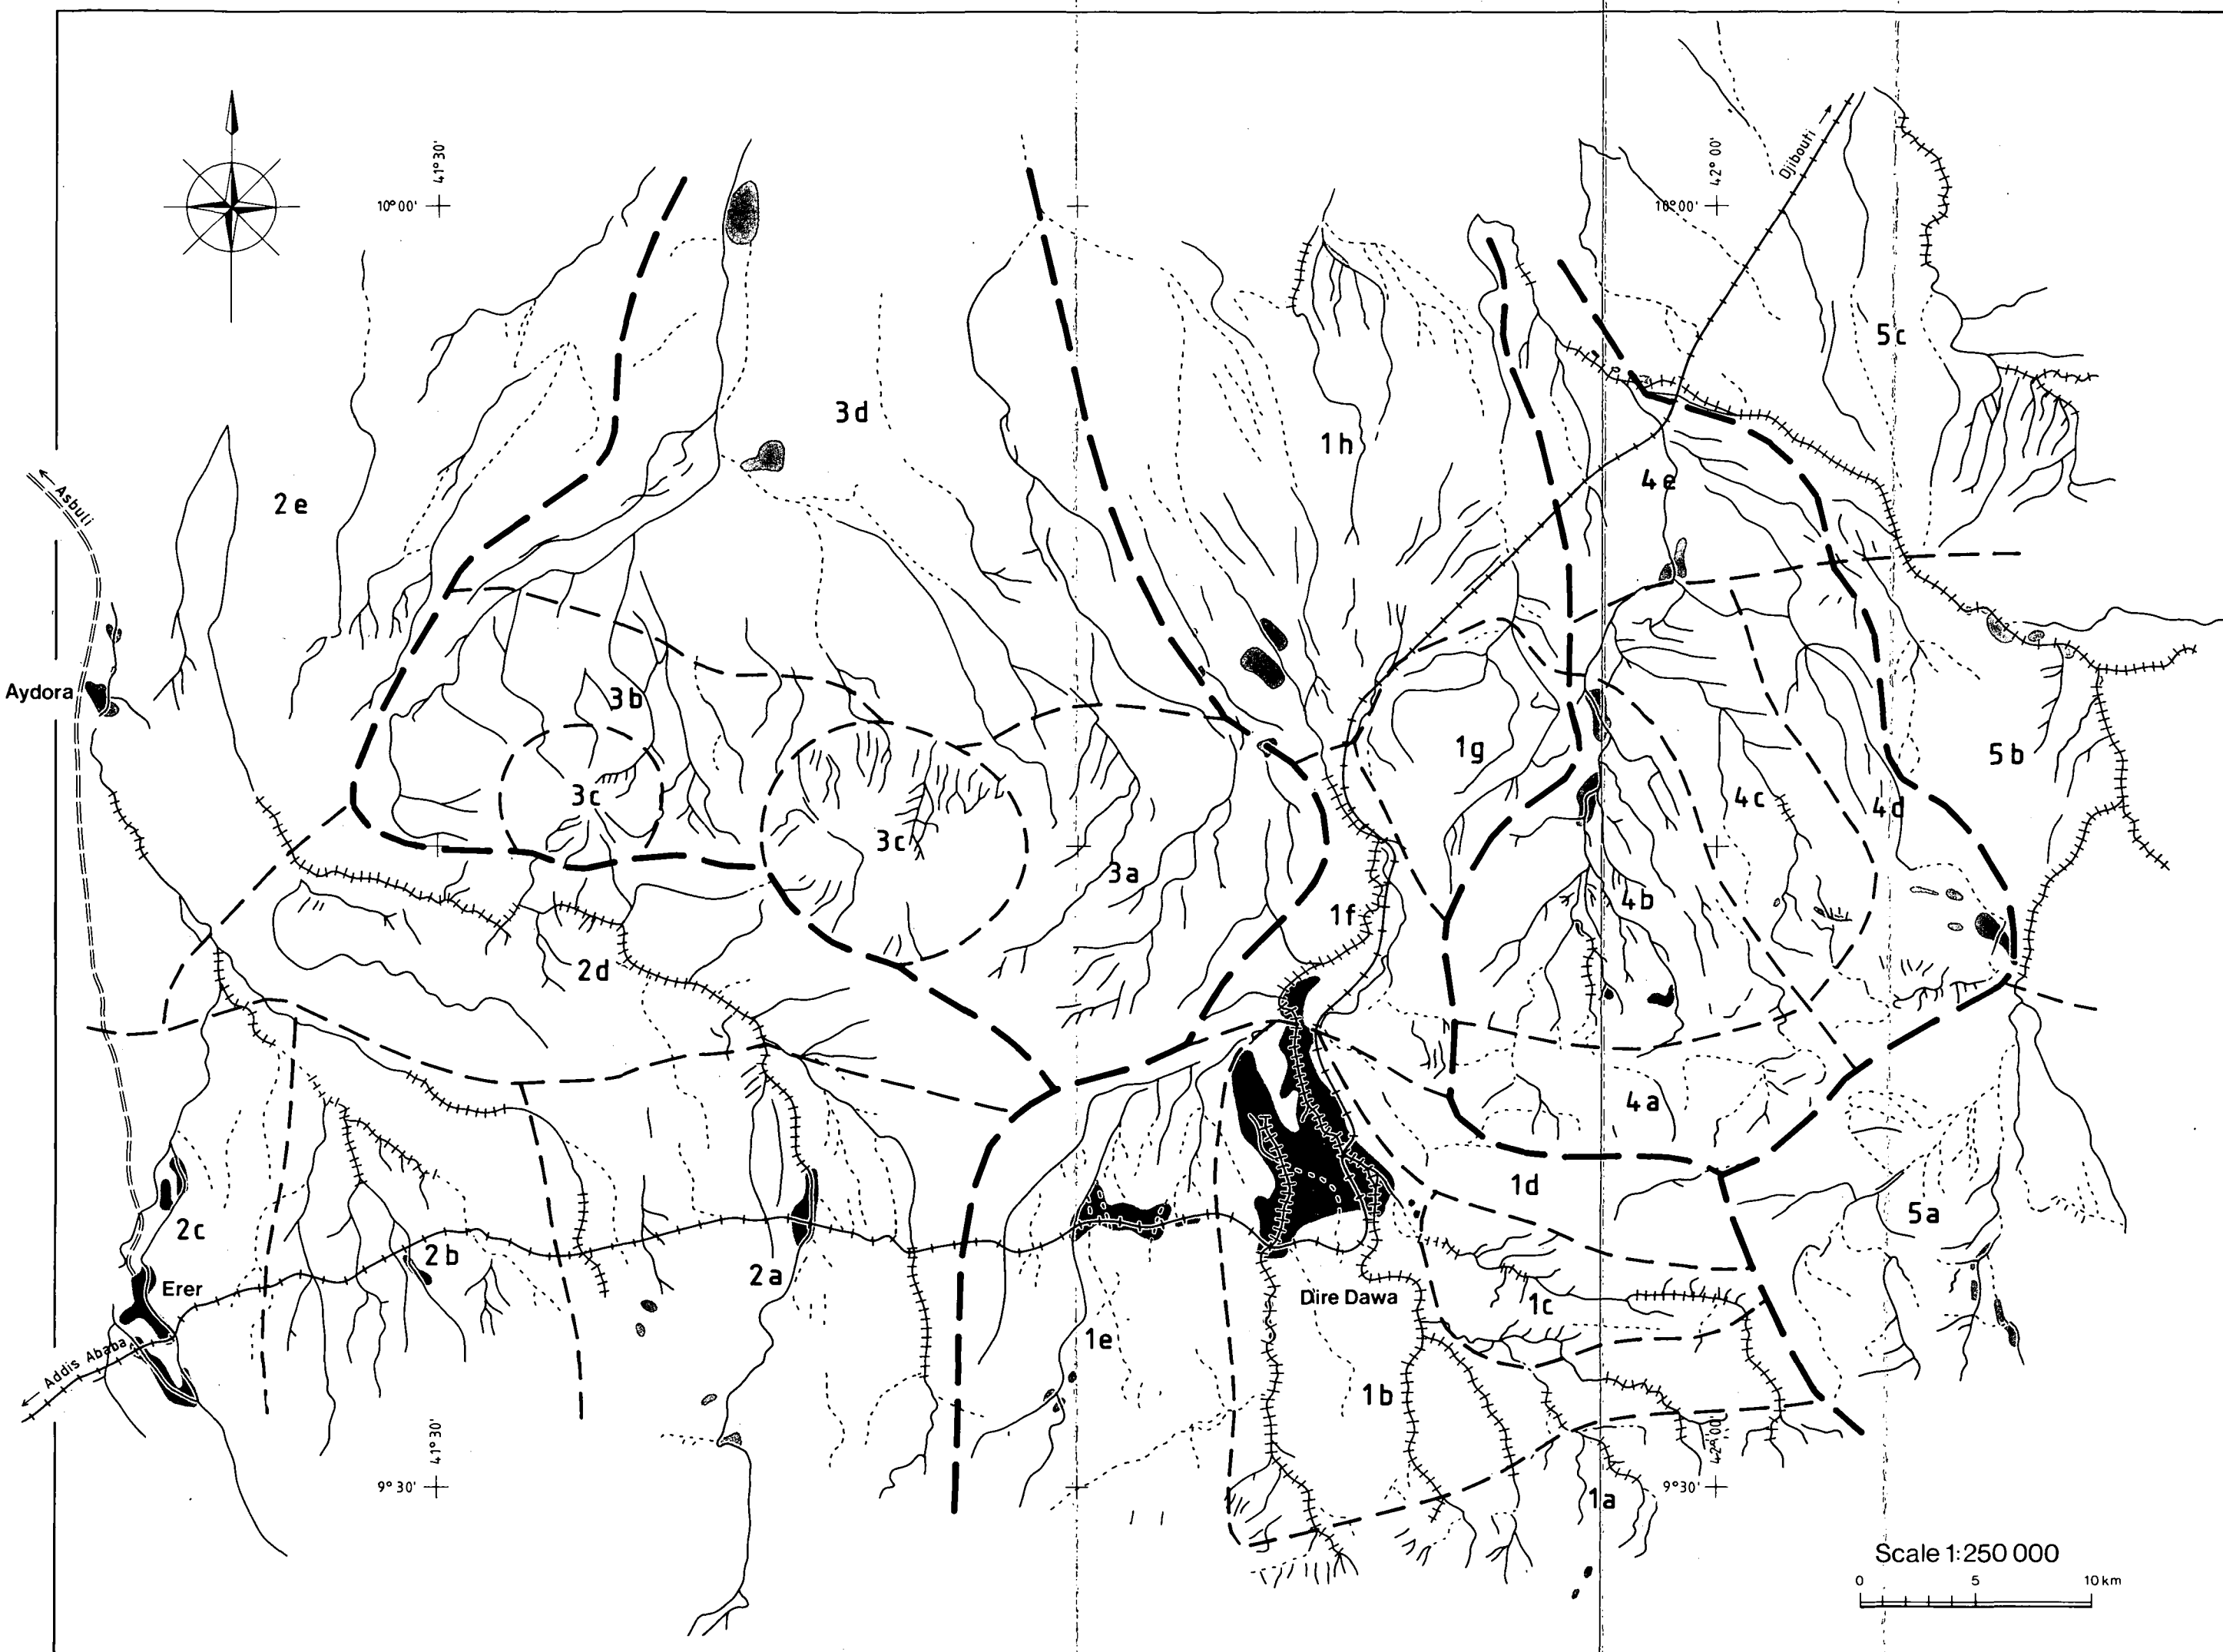 Djibouti
41° 30'
42° 00'
10° 00'
10° 00'
5c
3d
1h
4e
2e
Asbuli
Aydora
3b
1g
5b
3c
4c
4d
3c
3a
4b
1f
2d
4a
1d
5a
2c
2b
2a
Erer
Dire Dawa
1c
1e
Addis Ababa
1b
41° 30'
42° 00'
9° 30'
9° 30'
1a
Scale 1:250 000
0 5 10 km